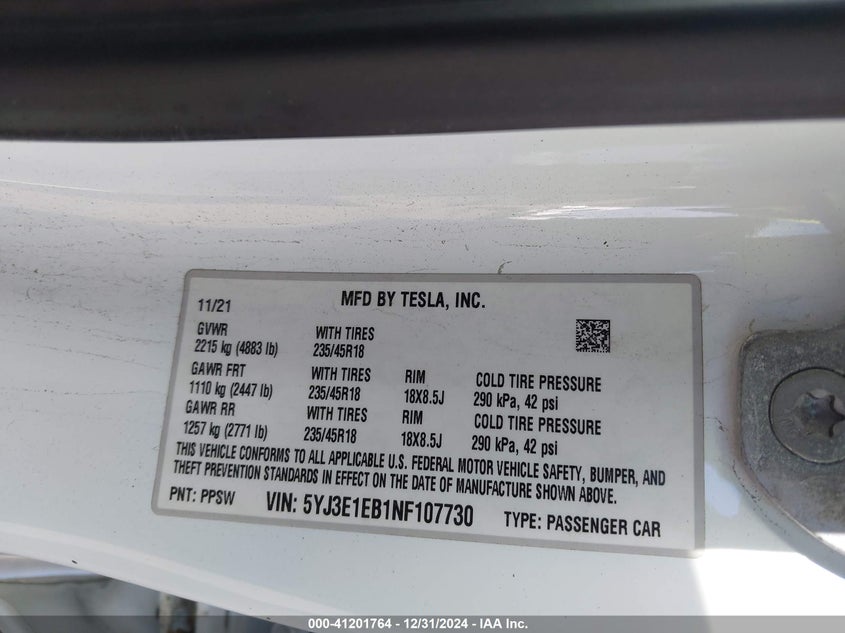 MFD BY TESLA, INC.
11/21
GVWR WITH TIRES
2215 kg (4883 lb) 235/45R18
GAWR FRT WITH TIRES RIM COLD TIRE PRESSURE
1110 kg (2447 lb) 235/45R18 18X8.5J 290 kPa, 42 psi
GAWR RR WITH TIRES RIM COLD TIRE PRESSURE
1257 kg (2771 lb) 235/45R18 18X8.5J 290 kPa, 42 psi
THIS VEHICLE CONFORMS TO ALL APPLICABLE U.S. FEDERAL MOTOR VEHICLE SAFETY, BUMPER, AND
THEFT PREVENTION STANDARDS IN EFFECT ON THE DATE OF MANUFACTURE SHOWN ABOVE.
PNT: PPSW VIN: 5YJ3E1EB1NF107730 TYPE: PASSENGER CAR
000-41201764 - 12/31/2024 - IAA Inc.